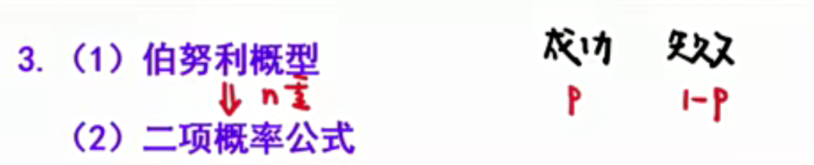 3. （1）伯努利概型
成功 失败
⇓ n重
p 1-p
（2）二项概率公式